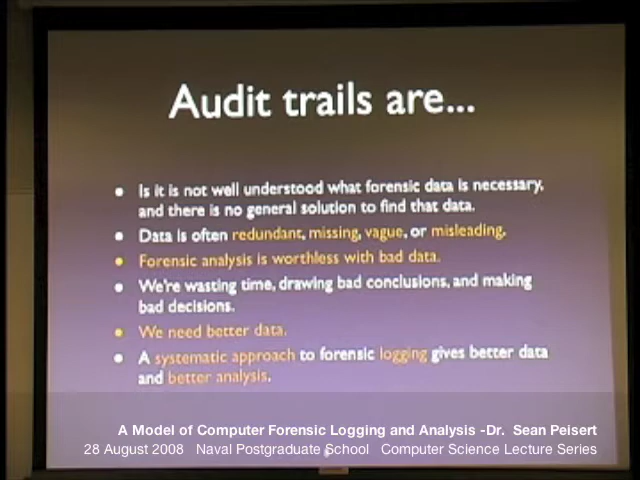 Audit trails are...
• Is it is not well understood what forensic data is necessary,
and there is no general solution to find that data.
• Data is often redundant, missing, vague, or misleading.
• Forensic analysis is worthless with bad data.
• We're wasting time, drawing bad conclusions, and making
bad decisions.
• We need better data.
• A systematic approach to forensic logging gives better data
and better analysis.
A Model of Computer Forensic Logging and Analysis -Dr. Sean Peisert
28 August 2008 Naval Postgraduate School Computer Science Lecture Series